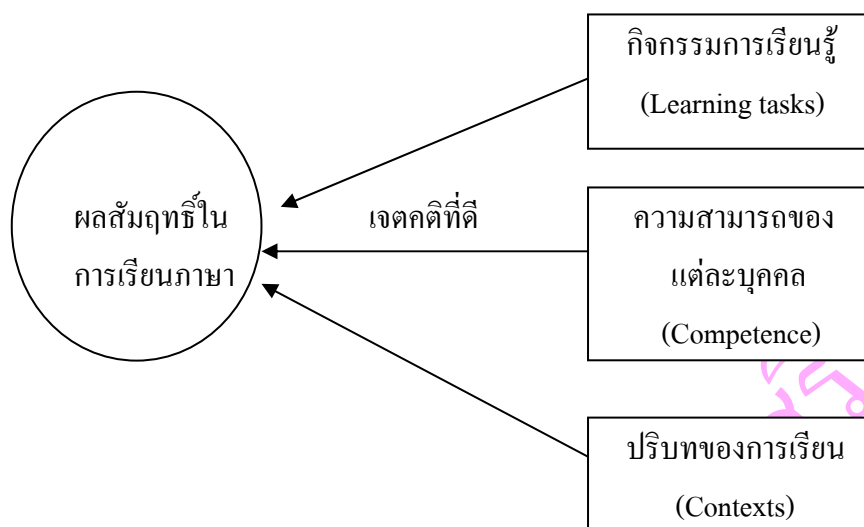 กิจกรรมการเรียนรู้
(Learning tasks)
ผลสัมฤทธิ์ใน
การเรียนภาษา
เจตคติที่ดี
ความสามารถของ
แต่ละบุคคล
(Competence)
ปริบทของการเรียน
(Contexts)